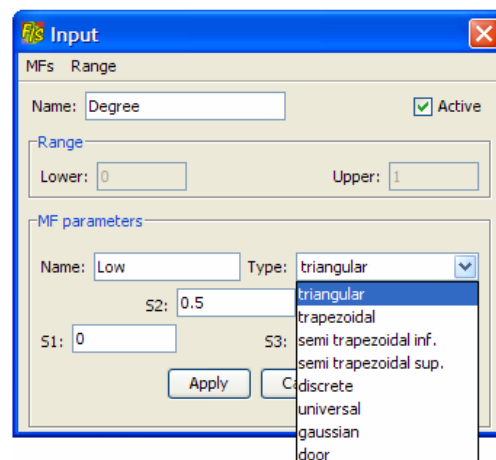 Fis Input
MFs Range
Name: Degree Active
Range
Lower: 0 Upper: 1
MF parameters
Name: Low Type: triangular
S2: 0.5 triangular
trapezoidal
S1: 0 S3: semi trapezoidal inf.
semi trapezoidal sup.
Apply discrete
universal
gaussian
door